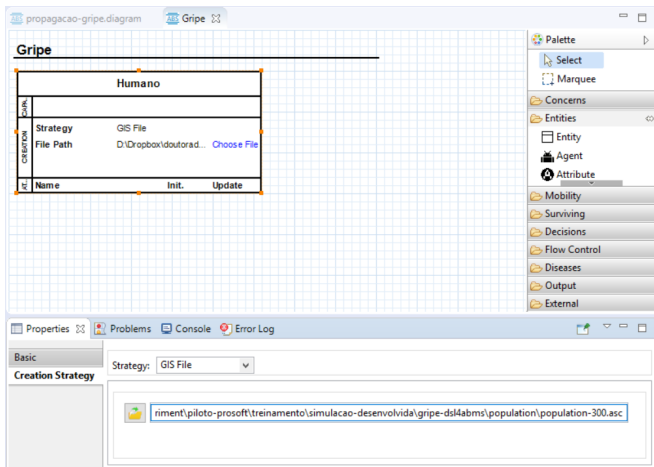 propagacao-gripe.diagram
Gripe
Gripe
Humano
CAPA.
CREATION
Strategy GIS File
File Path D:\Dropbox\doutorad... Choose File
AT...
Name Init. Update
Palette
Select
Marquee
Concerns
Entities
Entity
Agent
Attribute
Mobility
Surviving
Decisions
Flow Control
Diseases
Output
External
Properties Problems Console Error Log
Basic
Creation Strategy
Strategy: GIS File
riment\piloto-prosoft\treinamento\simulacao-desenvolvida\gripe-dsl4abms\population\population-300.asc